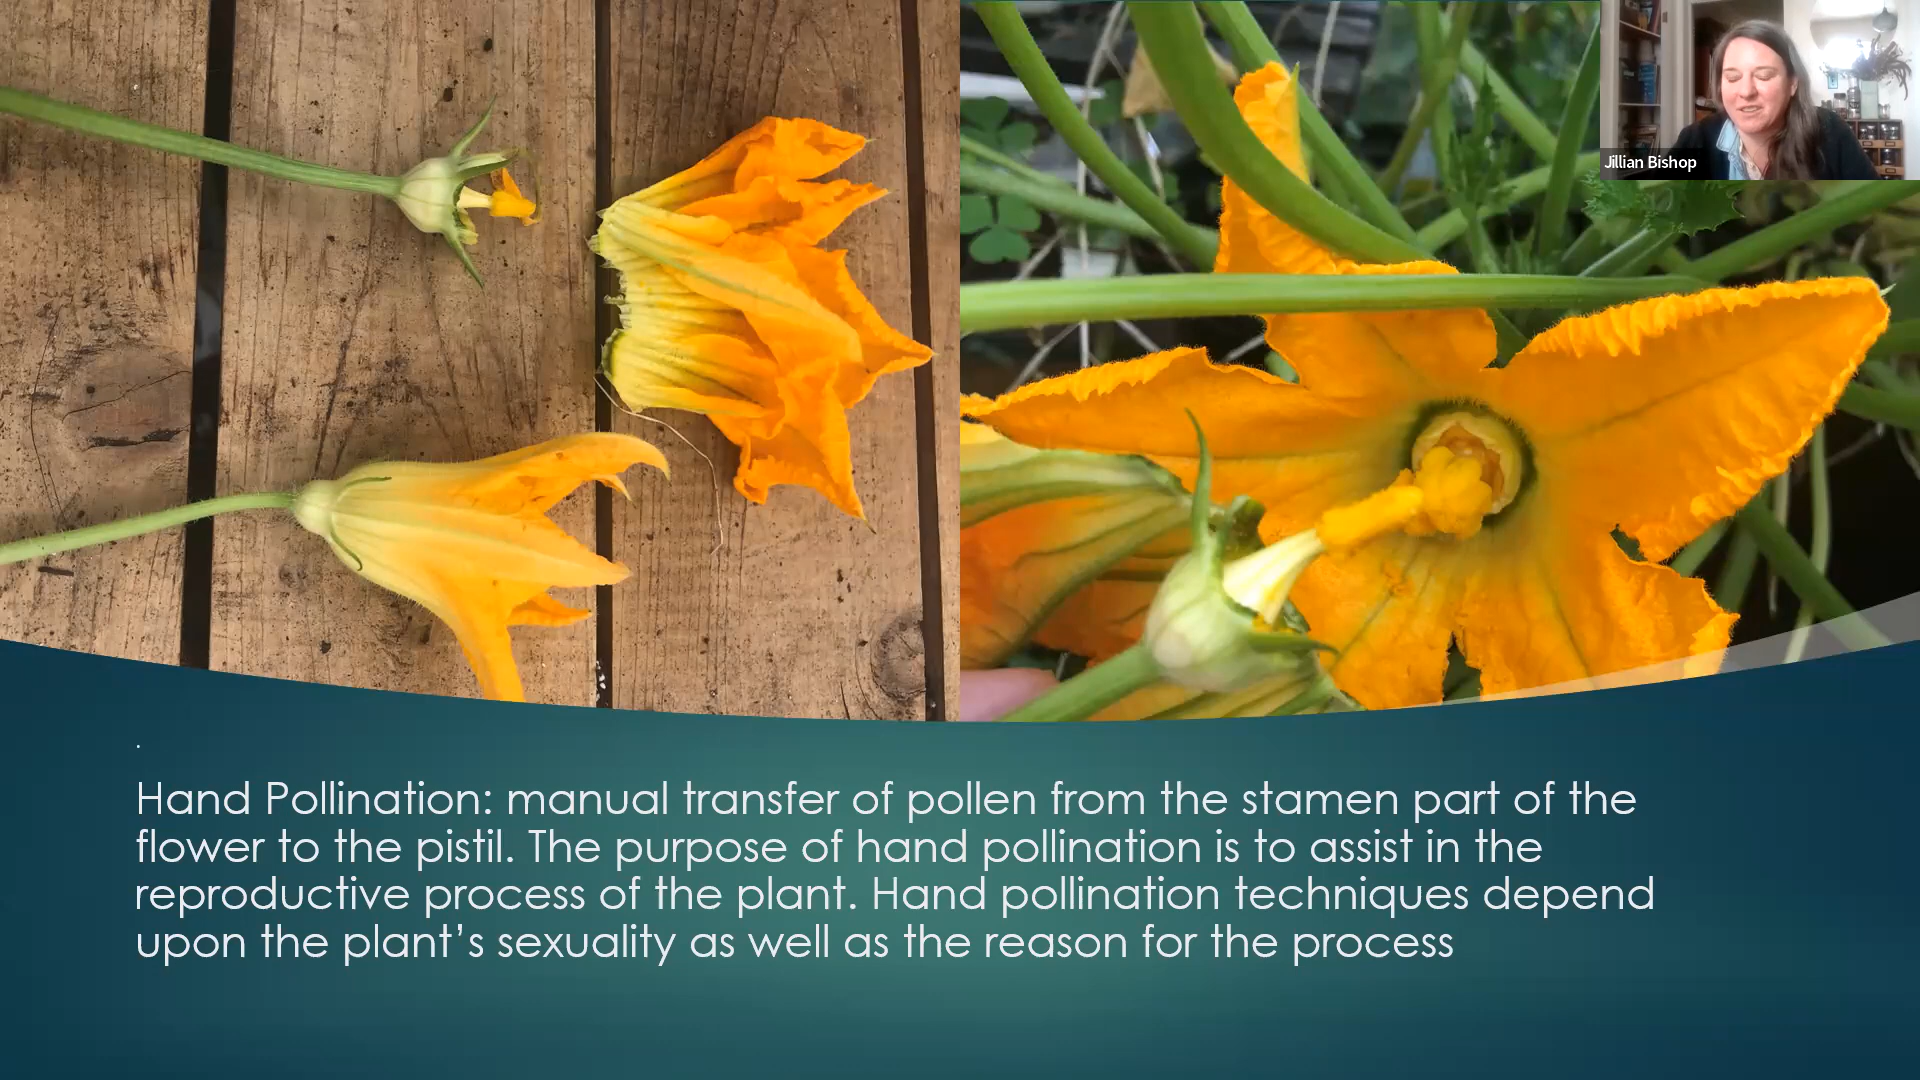 Jillian Bishop
.
Hand Pollination: manual transfer of pollen from the stamen part of the
flower to the pistil. The purpose of hand pollination is to assist in the
reproductive process of the plant. Hand pollination techniques depend
upon the plant’s sexuality as well as the reason for the process